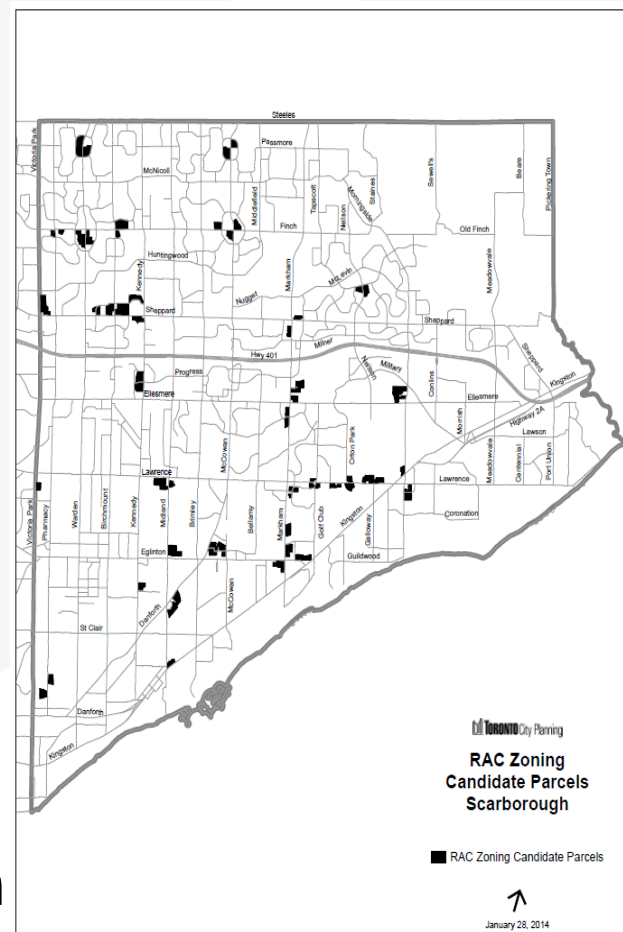 Steeles
Victoria Park
Passmore
McNicoll
Middlefield
Tapscott
Neilson
Morningside
Staines
Sewell's
Beare
Pickering Town
Finch
Old Finch
Huntingwood
Kennedy
Markham
McLevin
Meadowvale
Nugget
Sheppard
Sheppard
Milner
Hwy 401
Sheppard
Kingston
Progress
Neilson
Military
Conlins
Ellesmere
Ellesmere
Highway 2A
McCowan
Orton Park
Morrish
Lawson
Meadowvale
Centennial
Port Union
Lawrence
Lawrence
Victoria Park
Pharmacy
Warden
Birchmount
Kennedy
Midland
Brimley
Bellamy
Markham
Golf Club
Kingston
Galloway
Coronation
Eglinton
Guildwood
McCowan
Danforth
St Clair
Danforth
Kingston
TORONTO City Planning
RAC Zoning
Candidate Parcels
Scarborough
RAC Zoning Candidate Parcels
January 28, 2014